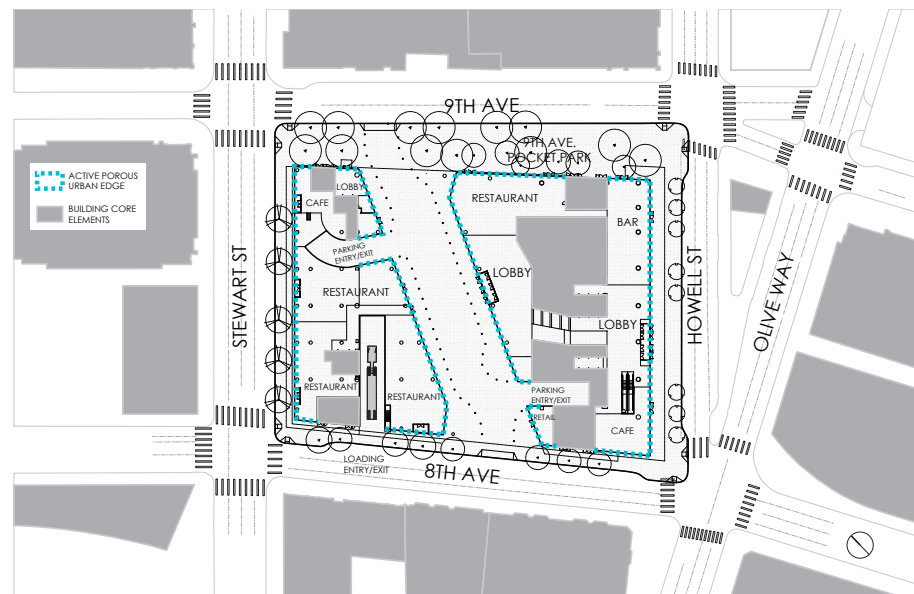 9TH AVE
9TH AVE.
POCKET PARK
ACTIVE POROUS
URBAN EDGE
BUILDING CORE
ELEMENTS
LOBBY
CAFE
RESTAURANT
BAR
PARKING
ENTRY/EXIT
LOBBY
RESTAURANT
STEWART ST
HOWELL ST
OLIVE WAY
LOBBY
RESTAURANT
RESTAURANT
PARKING
ENTRY/EXIT
RETAIL
CAFE
LOADING
ENTRY/EXIT
8TH AVE